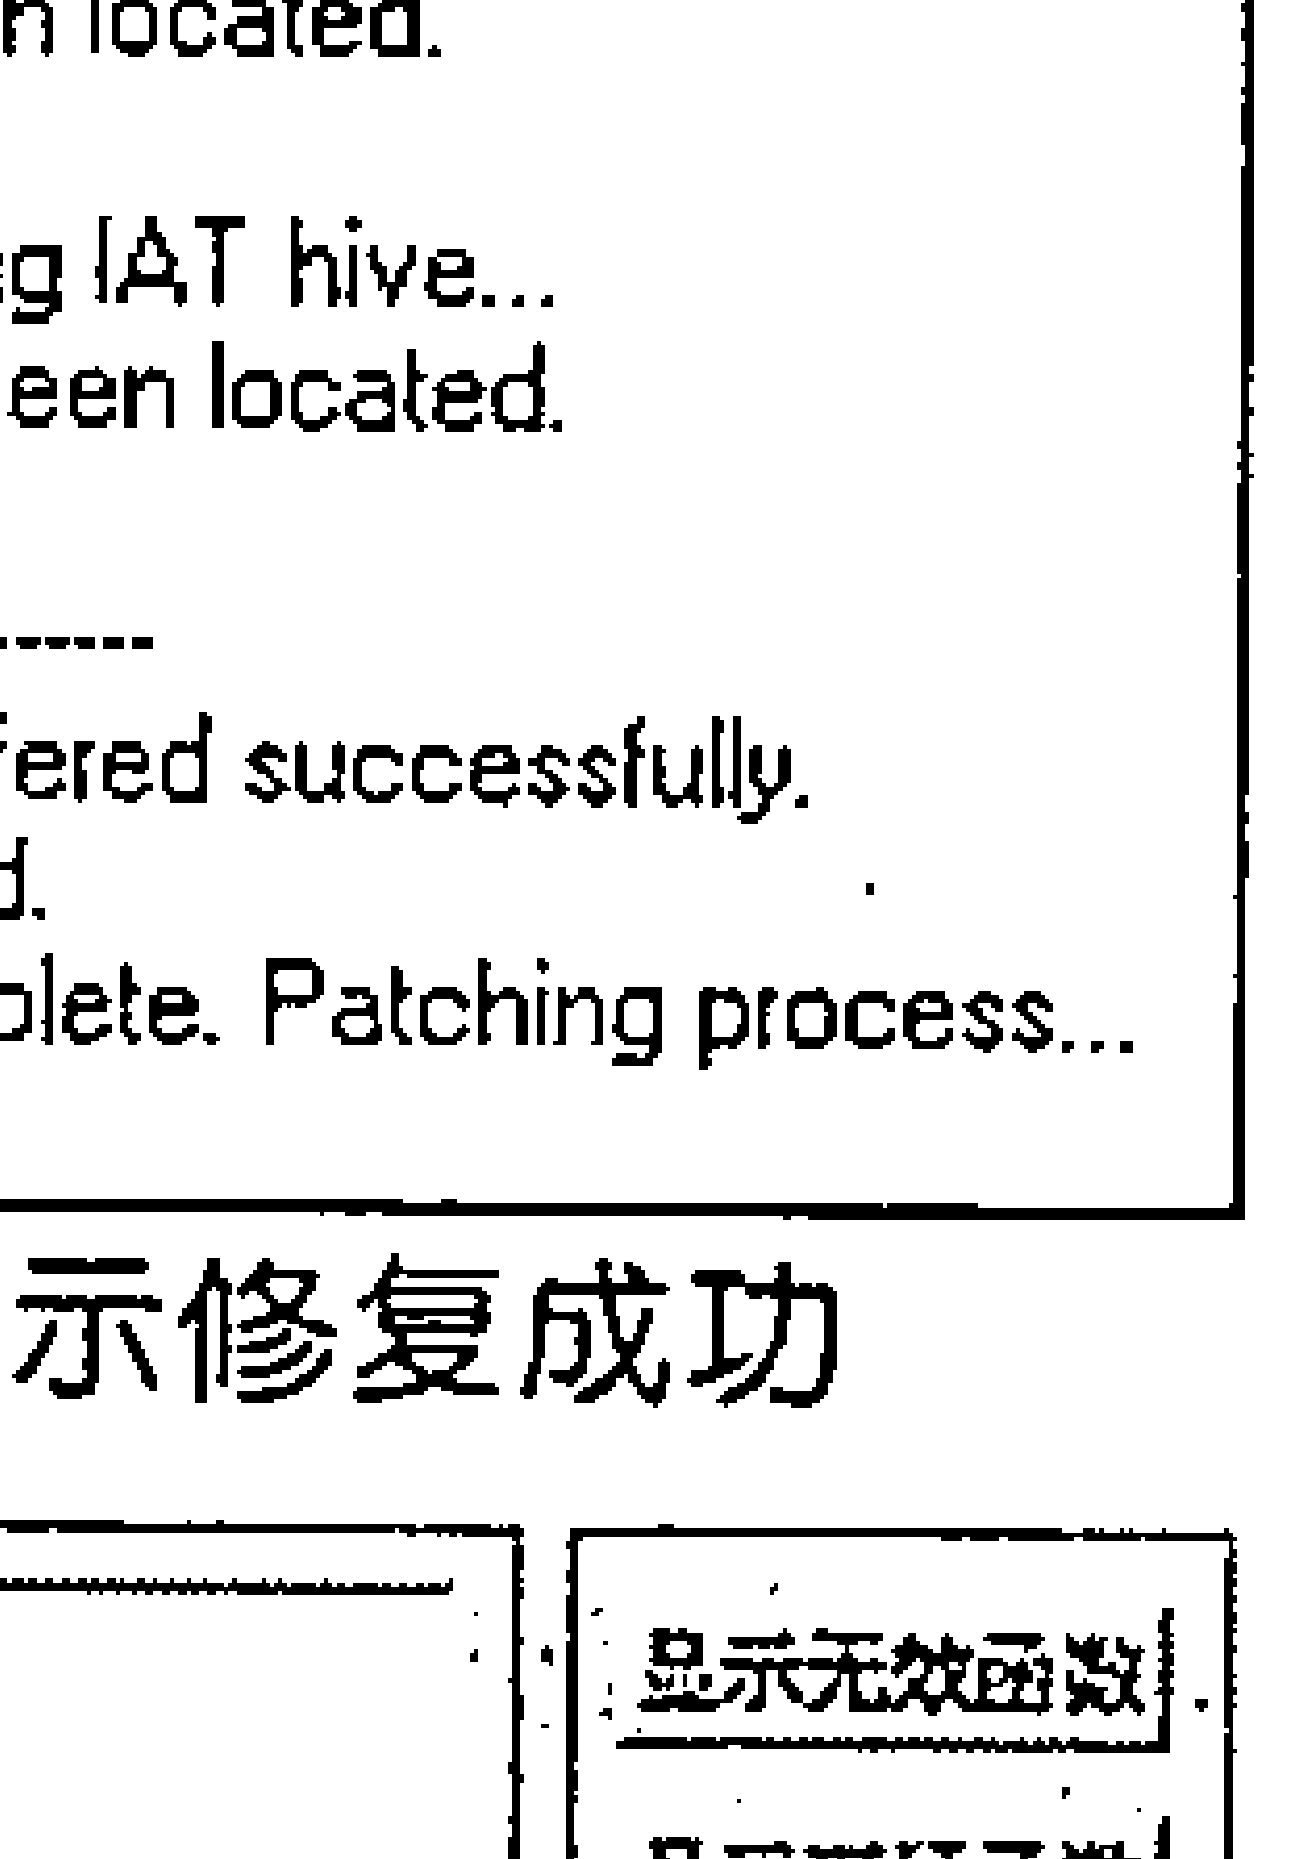 n located.
g IAT hive...
een located.
-------
fered successfully.
d.
plete. Patching process...
示修复成功
显示无效函数